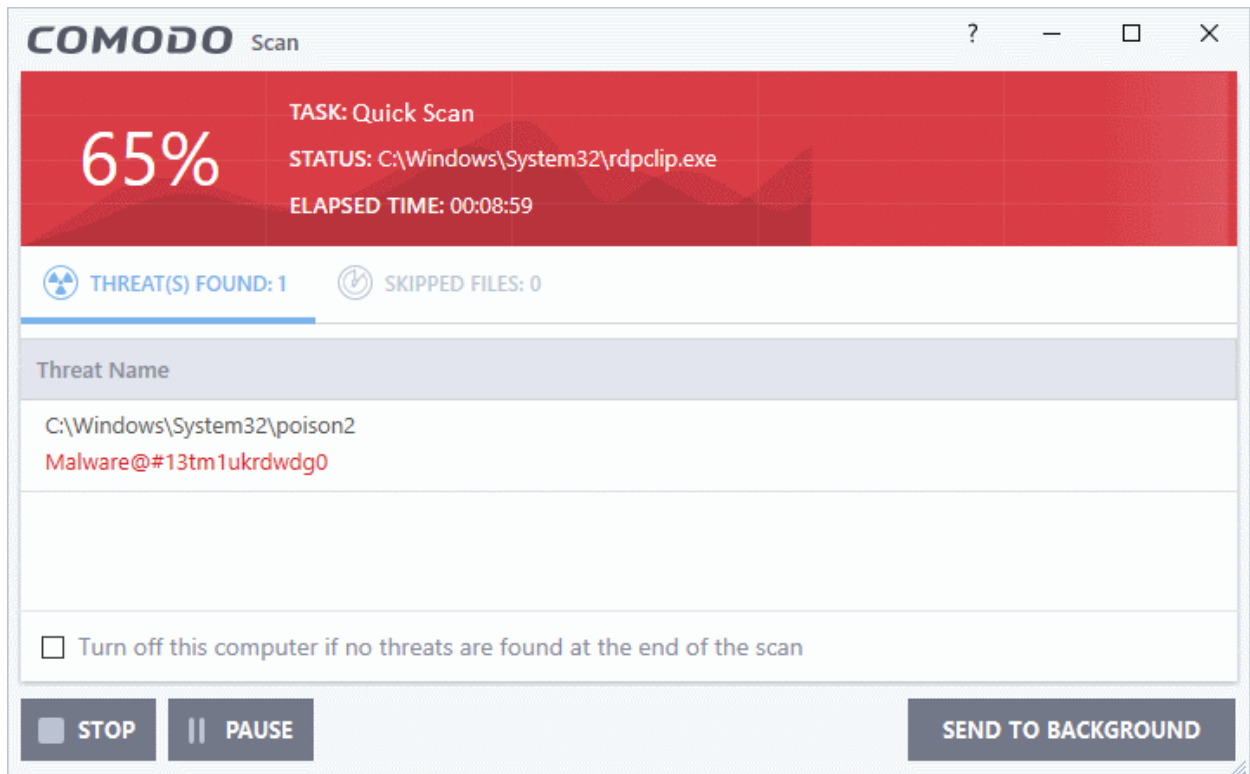 COMODO Scan
?
65%
TASK: Quick Scan
STATUS: C:\Windows\System32\rdpclip.exe
ELAPSED TIME: 00:08:59
THREAT(S) FOUND: 1
SKIPPED FILES: 0
Threat Name
C:\Windows\System32\poison2
Malware@#13tm1ukrdwdg0
Turn off this computer if no threats are found at the end of the scan
STOP
PAUSE
SEND TO BACKGROUND